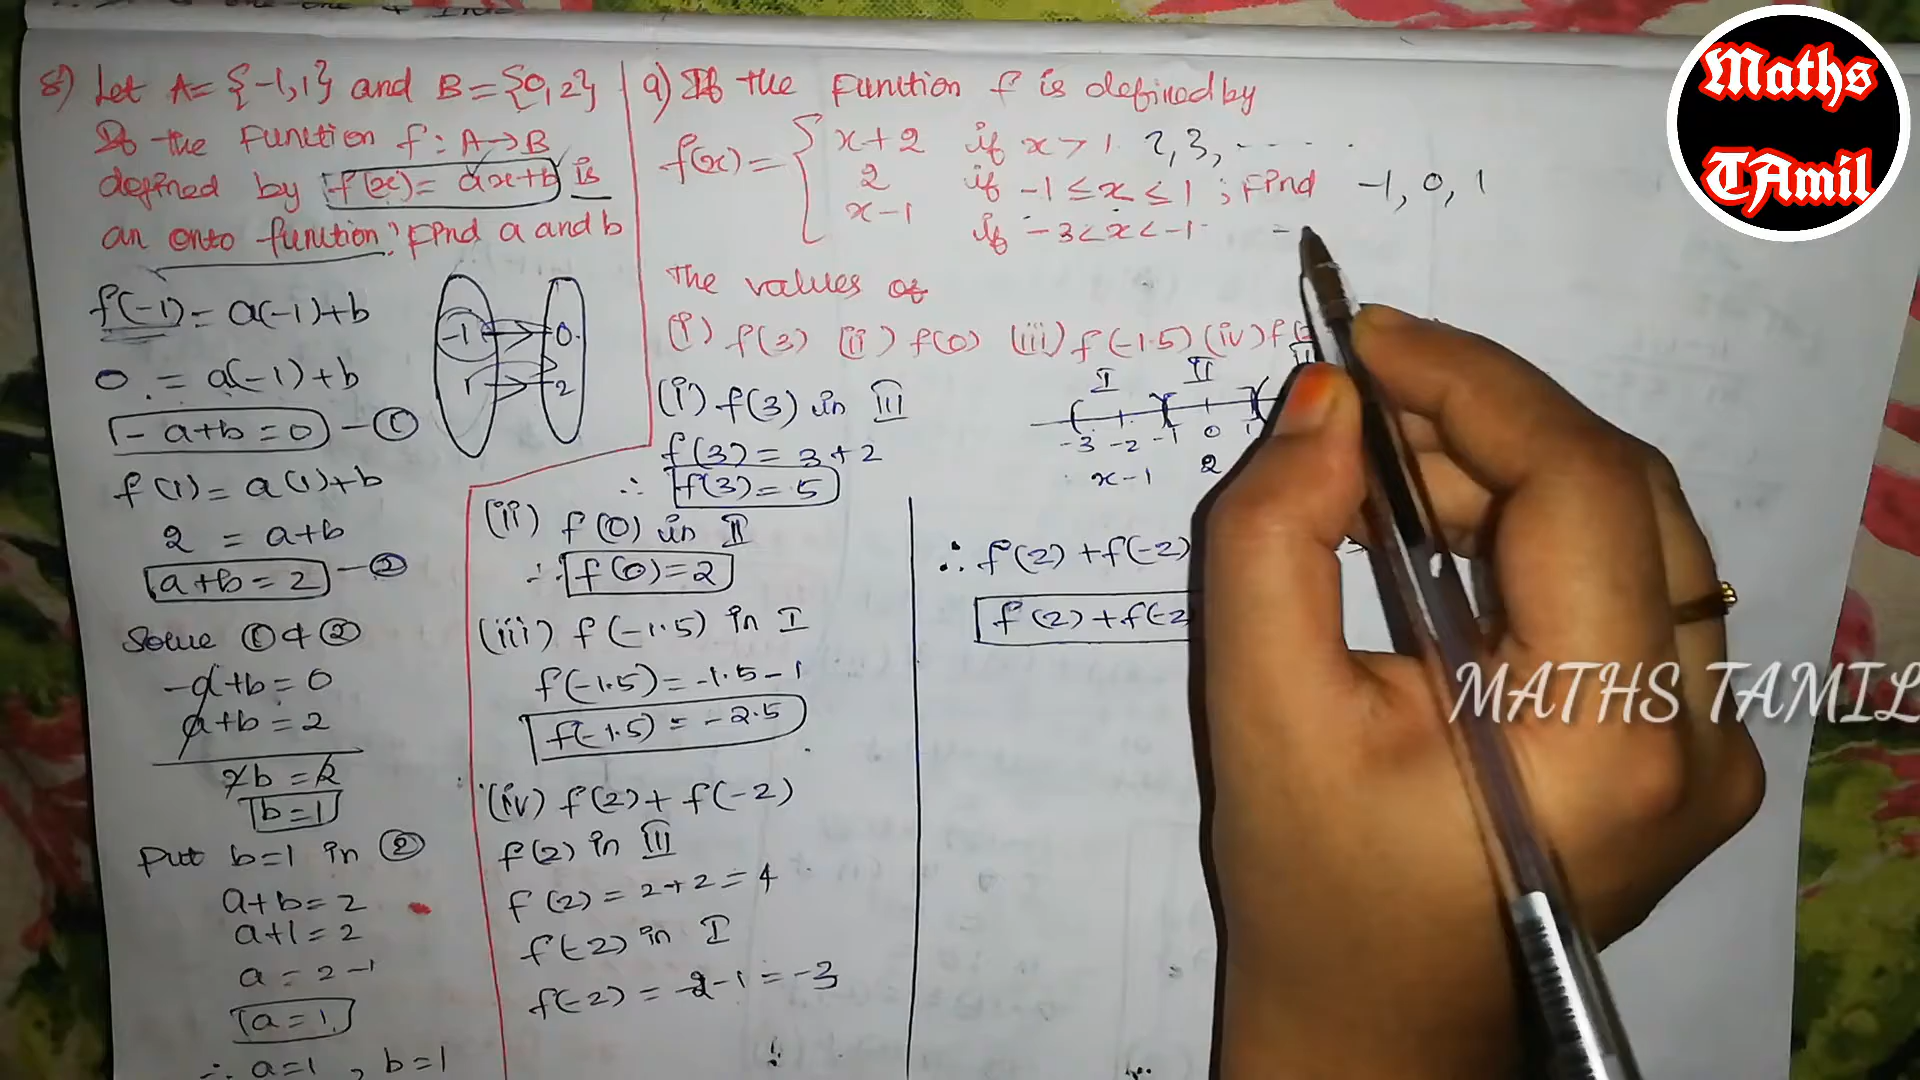 8) Let A = {-1, 1} and B = {0, 2}
If the Function f : A → B
defined by f(x) = ax+b is
an onto function? Find a and b
f(-1) = a(-1)+b
0 = a(-1)+b
-a+b=0 - ①
f(1) = a(1)+b
2 = a+b
a+b = 2 - ②
Solve ① & ②
-a+b = 0
a+b = 2
2b = 2
b=1
Put b=1 in ②
a+b=2
a+1=2
a = 2-1
a=1
∴ a=1, b=1
-1 0
1 2
9) If the Function f is defined by
f(x) = { x+2 if x > 1 2, 3, ....
2 if -1 ≤ x ≤ 1 ; Find -1, 0, 1
x-1 if -3 < x < -1 -
The values of
(i) f(3) (ii) f(0) (iii) f(-1.5) (iv) f
I II
-3 -2 -1 0 1
x-1 2
(i) f(3) in III
f(3) = 3+2
∴ f(3) = 5
(ii) f(0) in II
∴ f(0) = 2
(iii) f(-1.5) in I
f(-1.5) = -1.5-1
f(-1.5) = -2.5
(iv) f(2) + f(-2)
f(2) in III
f(2) = 2+2 = 4
f(-2) in I
f(-2) = -2-1 = -3
∴ f(2) + f(-2)
f(2) + f(-2
Maths
TAmil
MATHS TAMIL